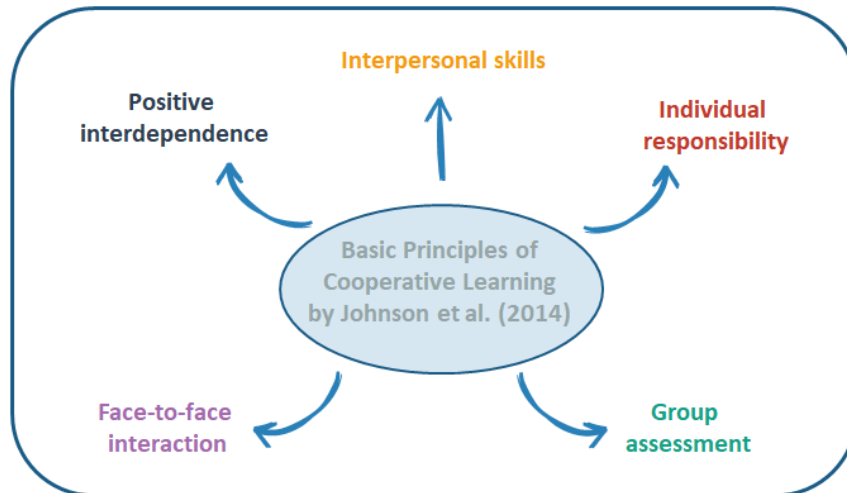 Interpersonal skills
Positive
interdependence
Individual
responsibility
Basic Principles of
Cooperative Learning
by Johnson et al. (2014)
Face-to-face
interaction
Group
assessment